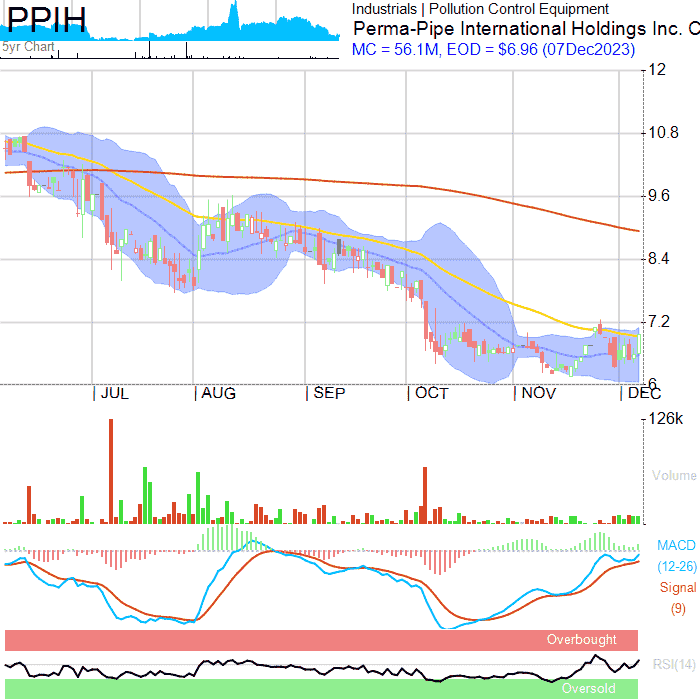 PPIH
5yr Chart
Industrials | Pollution Control Equipment
Perma-Pipe International Holdings Inc. C
MC = 56.1M, EOD = $6.96 (07Dec2023)
12
10.8
9.6
8.4
7.2
6
JUL AUG SEP OCT NOV DEC
126k
Volume
MACD
(12-26)
Signal
(9)
Overbought
RSI(14)
Oversold